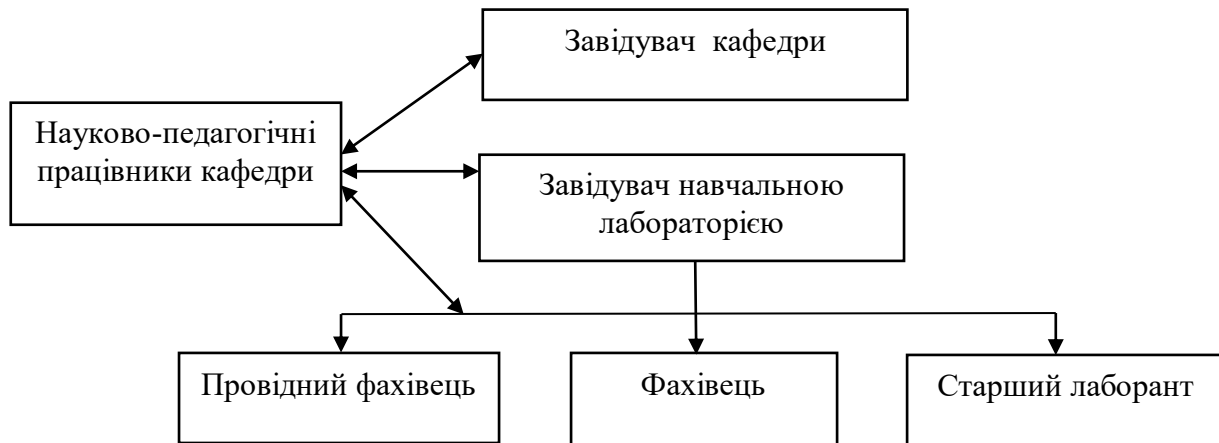 Завідувач кафедри
Науково-педагогічні
працівники кафедри
Завідувач навчальною
лабораторією
Провідний фахівець
Фахівець
Старший лаборант